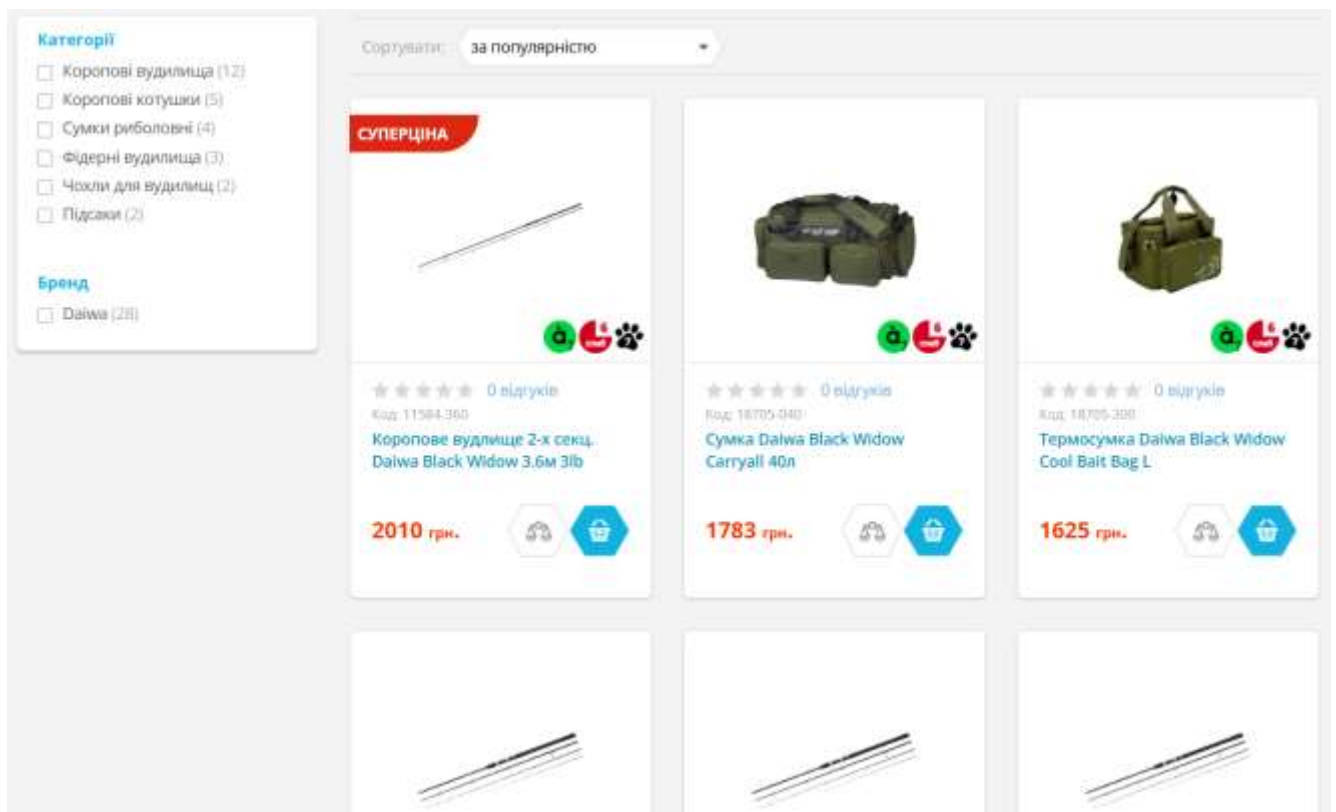 Категорії
Коропові вудилища (12)
Коропові котушки (5)
Сумки риболовні (4)
Фідерні вудилища (3)
Чохли для вудилищ (2)
Підсаки (2)
Бренд
Daiwa (28)
Сортувати: за популярністю
СУПЕРЦІНА
0 відгуків
Код: 11584-360
Коропове вудлище 2-х секц.
Daiwa Black Widow 3.6м 3lb
2010 грн.
0 відгуків
Код: 18705-040
Сумка Daiwa Black Widow
Carryall 40л
1783 грн.
0 відгуків
Код: 18705-300
Термосумка Daiwa Black Widow
Cool Bait Bag L
1625 грн.